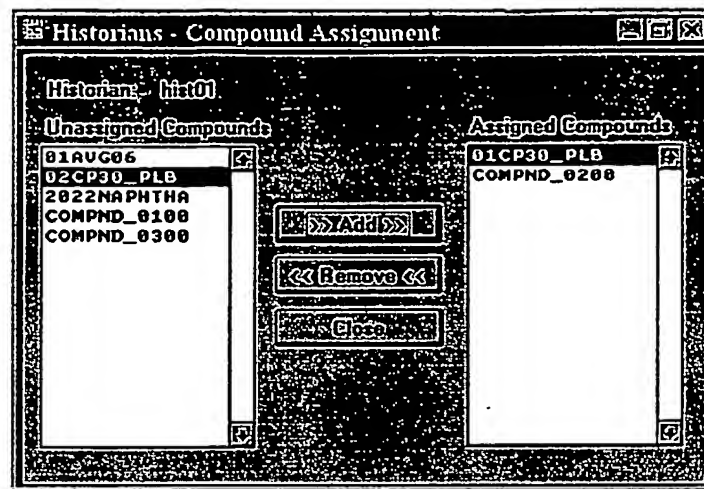 Historians - Compound Assignment
Historian: hist01
Unassigned Compounds
01AVG06
02CP30_PLB
2022NAPHTHA
COMPND_0100
COMPND_0300
>> Add >>
<< Remove <<
Close
Assigned Compounds
01CP30_PLB
COMPND_0200